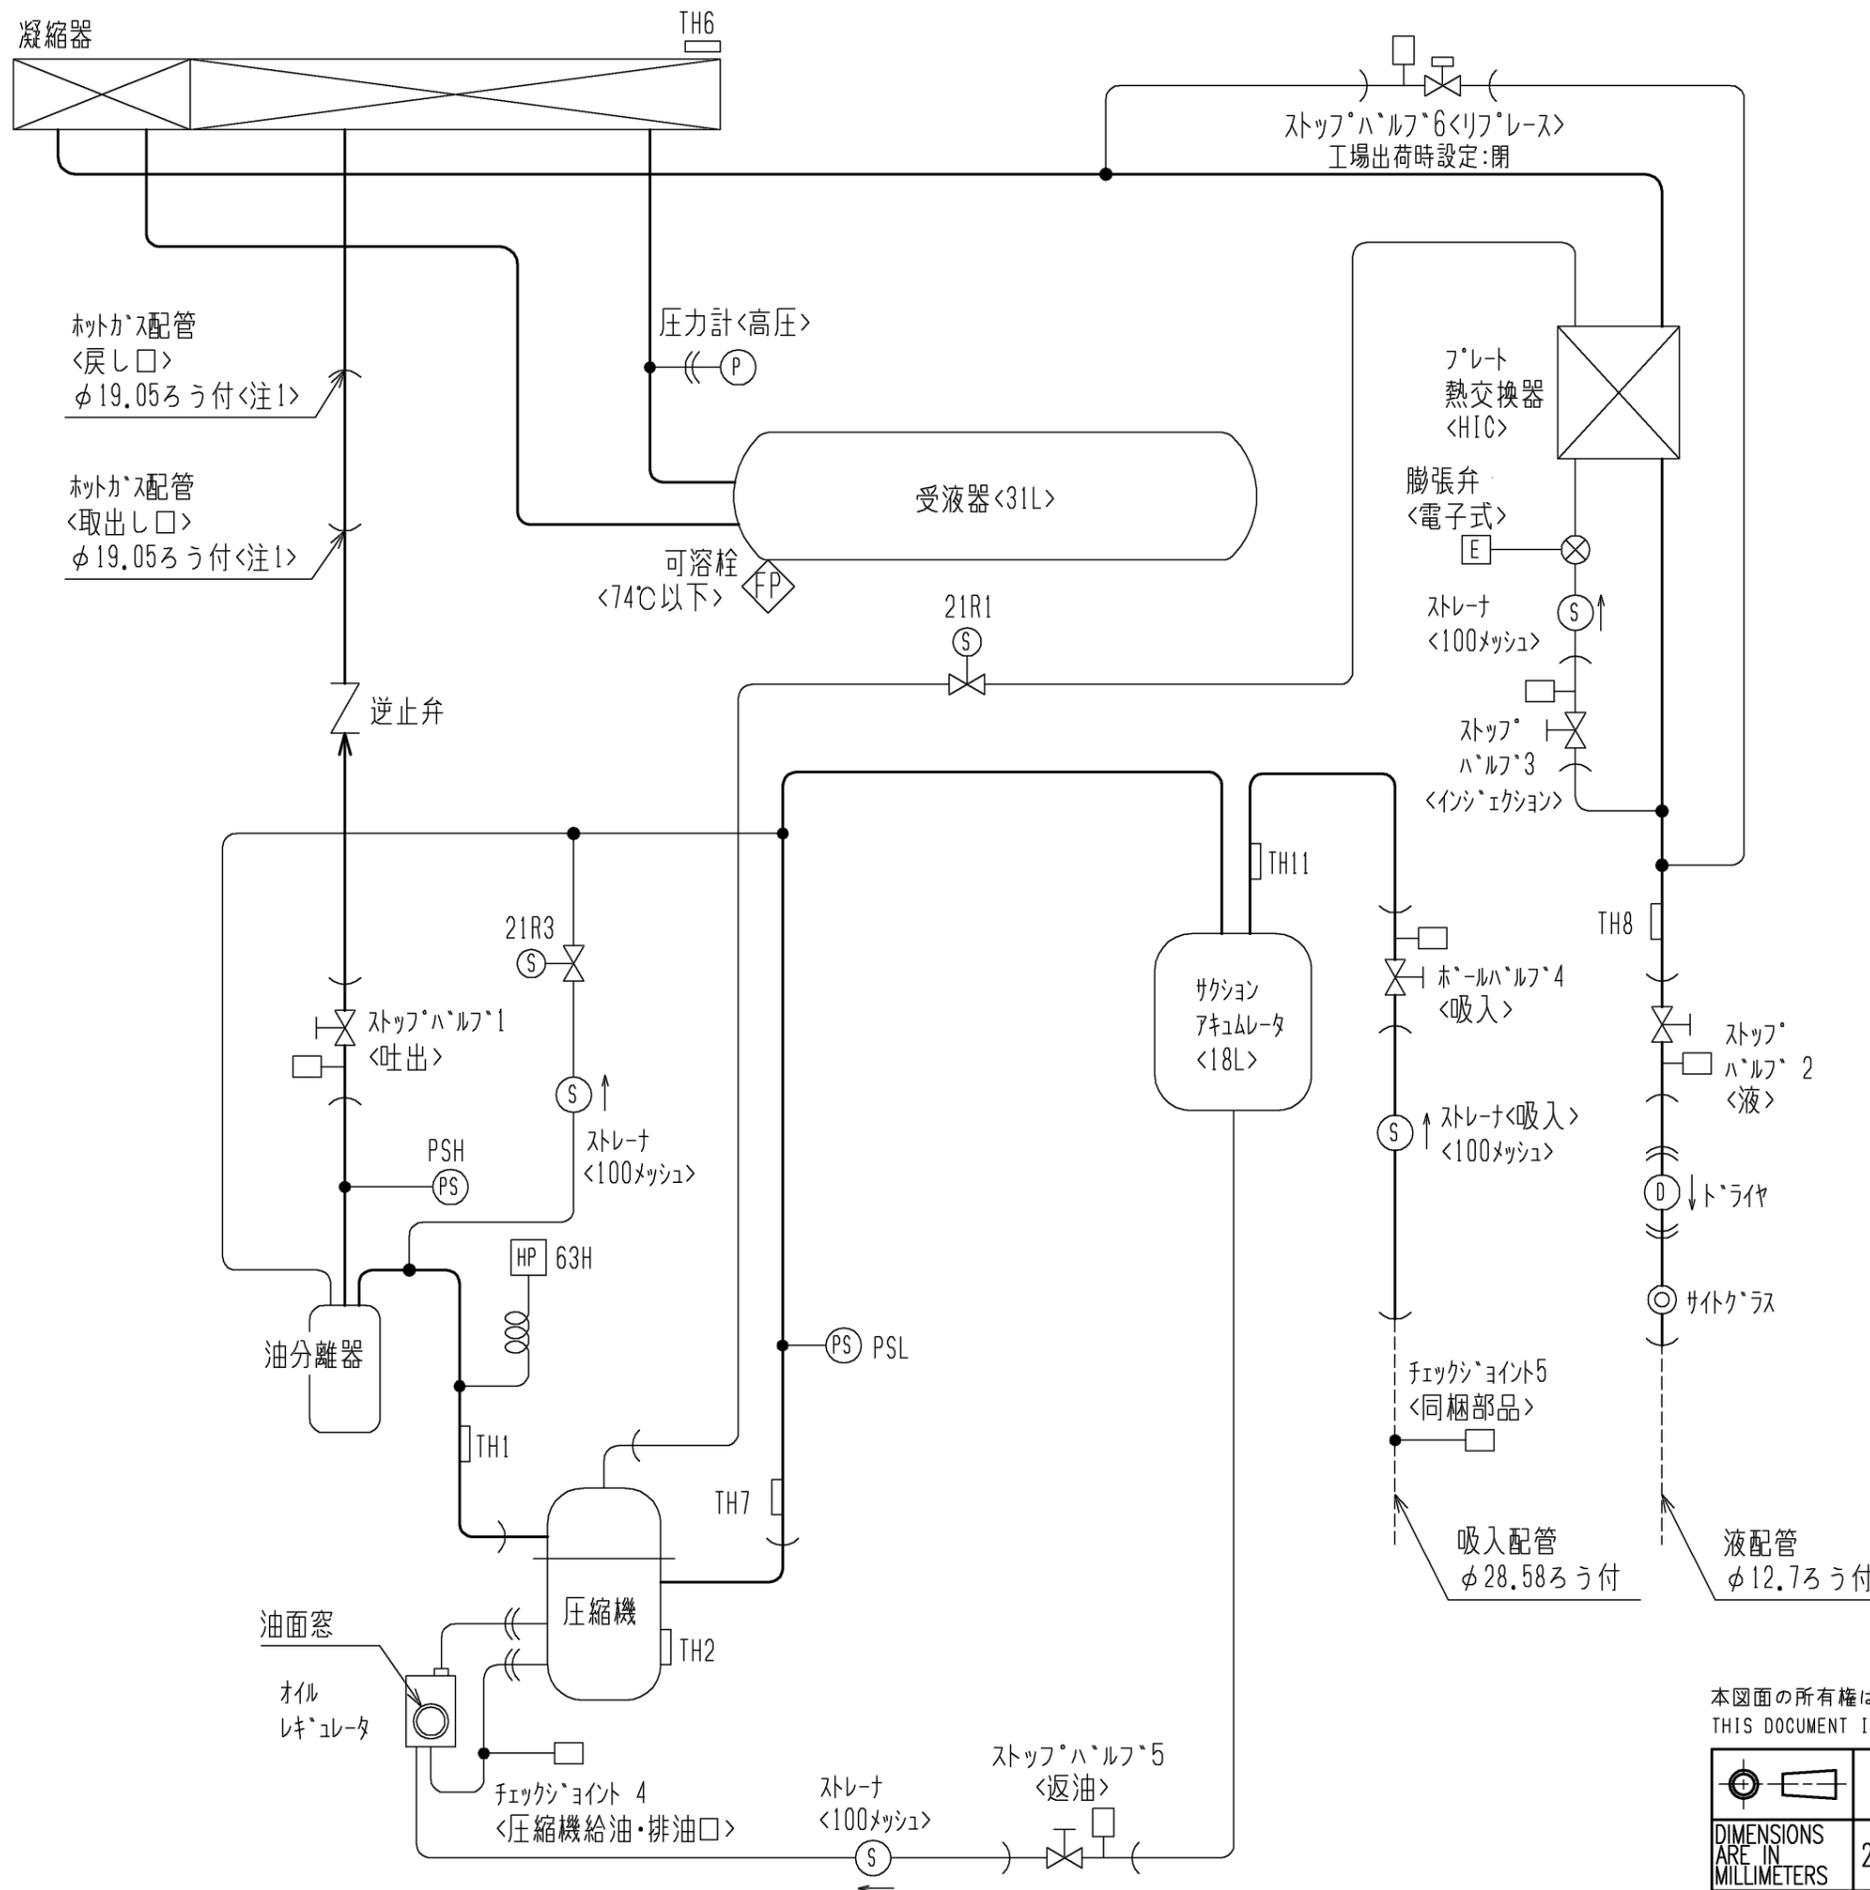 凝縮器
TH6
ストップバルブ6<リプレース>
工場出荷時設定:閉
ホットガス配管
<戻し口>
φ19.05ろう付<注1>
圧力計<高圧>
P
プレート
熱交換器
<HIC>
ホットガス配管
<取出し口>
φ19.05ろう付<注1>
受液器<31L>
膨張弁
<電子式>
E
可溶栓
<74℃以下>
FP
21R1
S
ストレーナ
<100メッシュ>
S
逆止弁
ストップ
バルブ3
<インジェクション>
TH11
21R3
S
TH8
ボールバルブ4
<吸入>
サクション
アキュムレータ
<18L>
ストップバルブ1
<吐出>
ストップ
バルブ 2
<液>
S
ストレーナ
<100メッシュ>
S
ストレーナ<吸入>
<100メッシュ>
PSH
PS
D
ドライヤ
HP
63H
サイトグラス
油分離器
PS
PSL
チェックジョイント5
<同梱部品>
TH1
TH7
吸入配管
φ28.58ろう付
液配管
φ12.7ろう付
圧縮機
油面窓
TH2
オイル
レギュレータ
チェックジョイント 4
<圧縮機給油・排油口>
ストレーナ
<100メッシュ>
S
ストップバルブ5
<返油>
本図面の所有権は
THIS DOCUMENT I
DIMENSIONS
ARE IN
MILLIMETERS
2